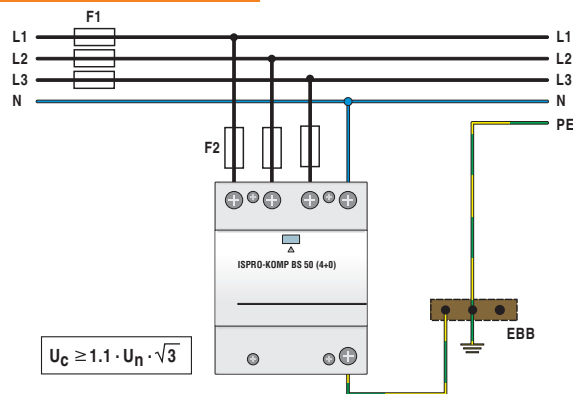 F1
L1 L1
L2 L2
L3 L3
N N
PE
F2
ISPRO-KOMP BS 50 (4+0)
EBB
U_C ≥ 1.1 · U_n · √3